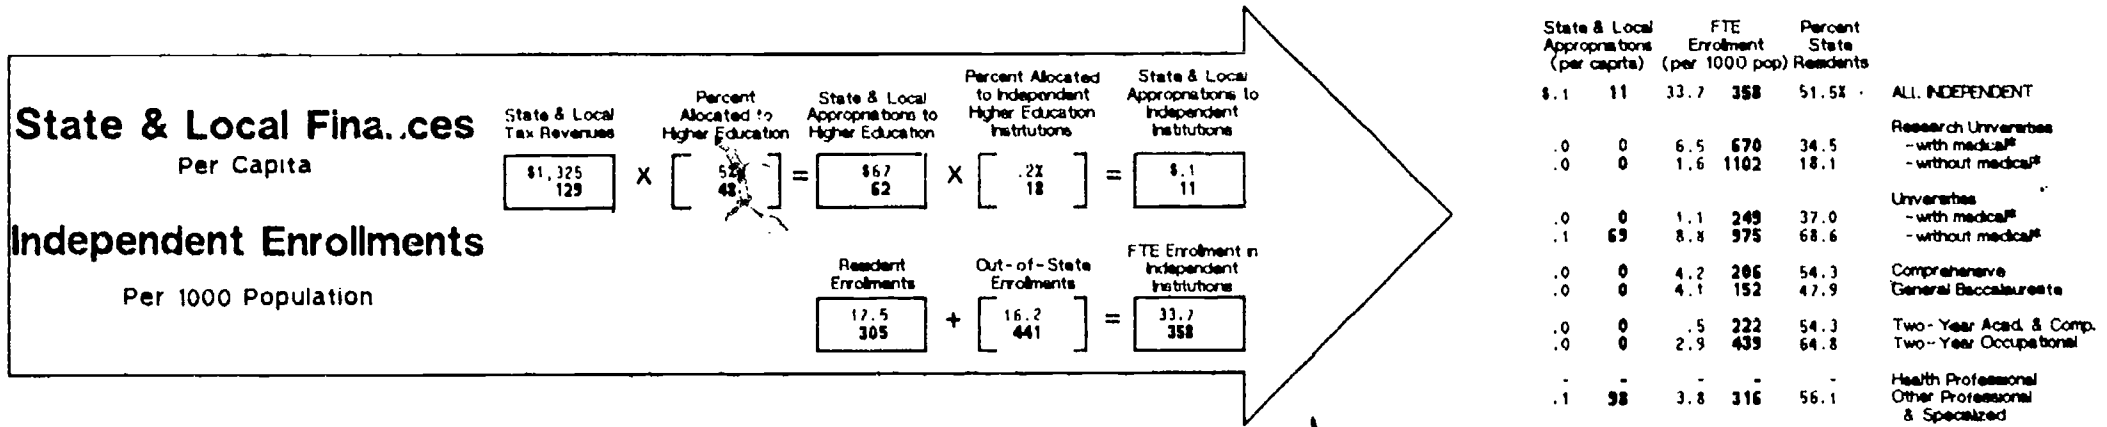 State & Local Fina..ces
Per Capita
Independent Enrollments
Per 1000 Population
State & Local
Tax Revenues
$1,325
129
X
Percent
Allocated to
Higher Education
5%
48
=
State & Local
Appropriations to
Higher Education
$67
62
X
Percent Allocated
to Independent
Higher Education
Institutions
.2%
18
=
State & Local
Appropriations to
Independent
Institutions
$.1
11
Resident
Enrollments
17.5
305
+
Out-of-State
Enrollments
16.2
441
=
FTE Enrollment in
Independent
Institutions
33.7
358
State & Local FTE Percent
Appropriations Enrollment State
(per capita) (per 1000 pop) Residents
$.1 11 33.7 358 51.5% ALL INDEPENDENT
Research Universities
.0 0 6.5 670 34.5 -with medical*
.0 0 1.6 1102 18.1 -without medical*
Universities
.0 0 1.1 249 37.0 -with medical*
.1 69 8.8 975 68.6 -without medical*
.0 0 4.2 206 54.3 Comprehensive
.0 0 4.1 152 47.9 General Baccalaureate
.0 0 .5 222 54.3 Two-Year Acad. & Comp.
.0 0 2.9 439 64.8 Two-Year Occupational
- - - - - Health Professional
.1 98 3.8 316 56.1 Other Professional
& Specialized